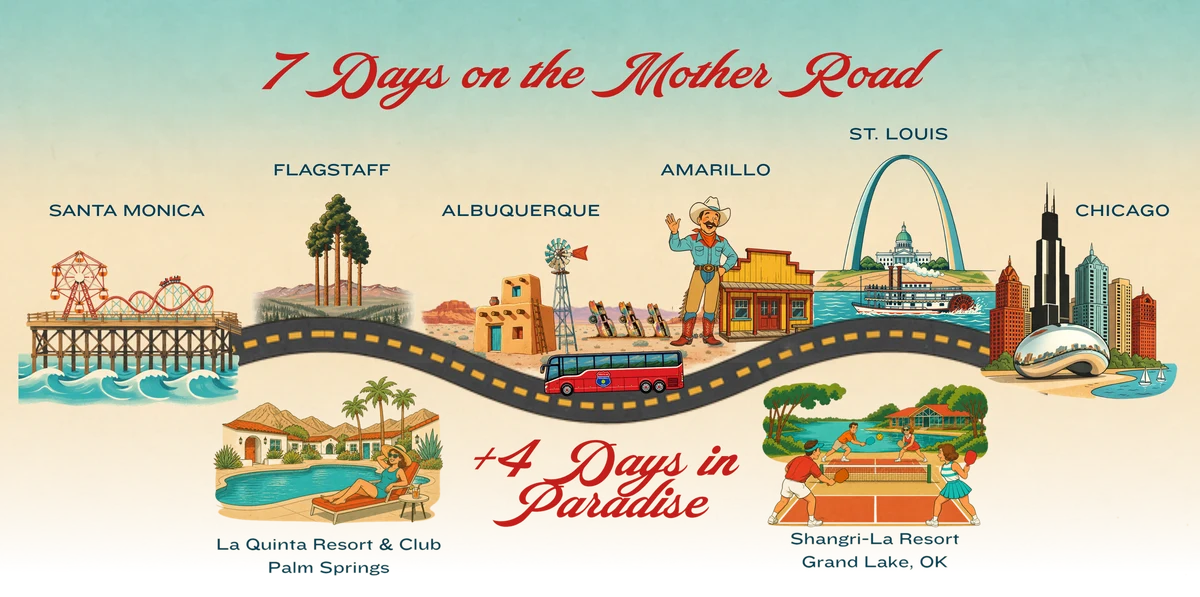 7 Days on the Mother Road
ST. LOUIS
FLAGSTAFF
AMARILLO
SANTA MONICA
ALBUQUERQUE
CHICAGO
+4 Days in
Paradise
La Quinta Resort & Club
Palm Springs
Shangri-La Resort
Grand Lake, OK